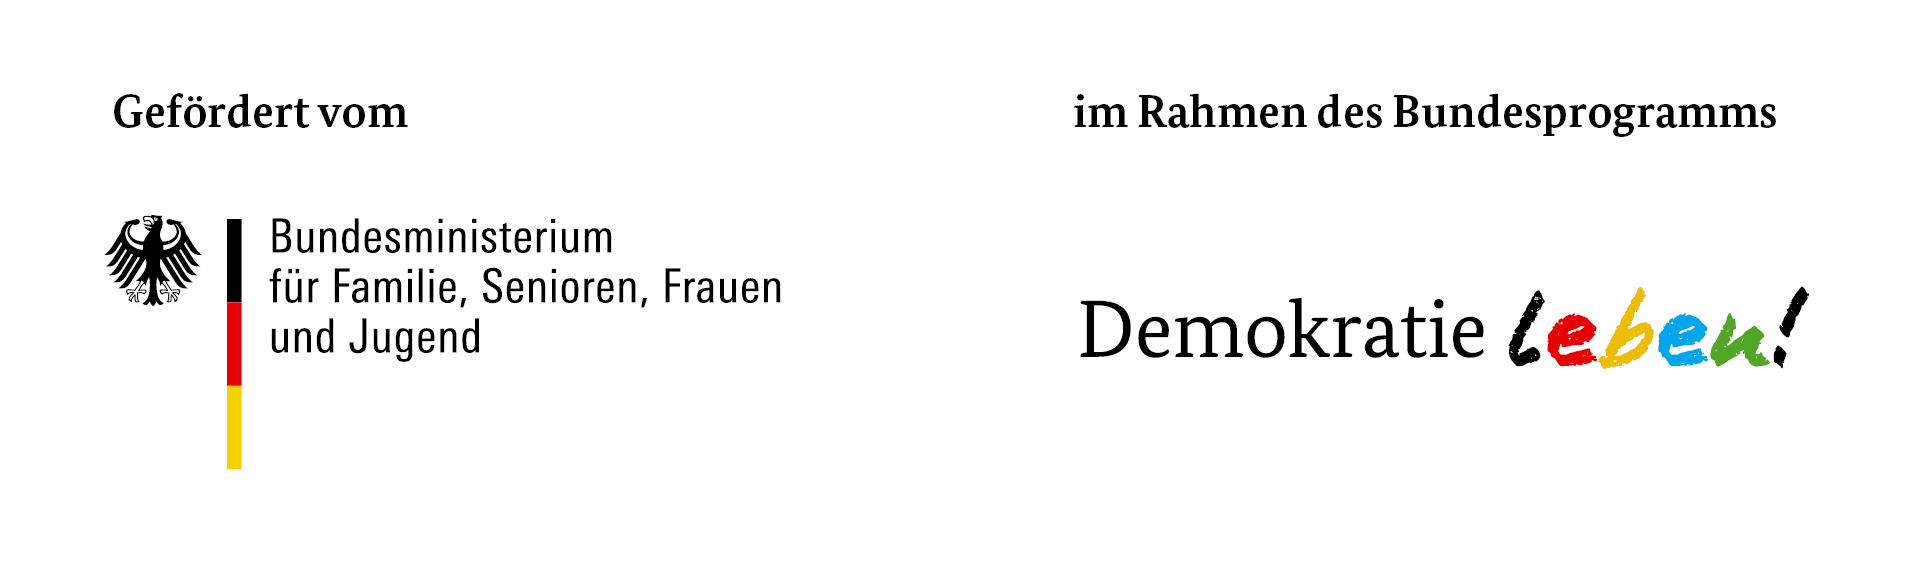 Gefördert vom
Bundesministerium
für Familie, Senioren, Frauen
und Jugend
im Rahmen des Bundesprogramms
Demokratie leben!